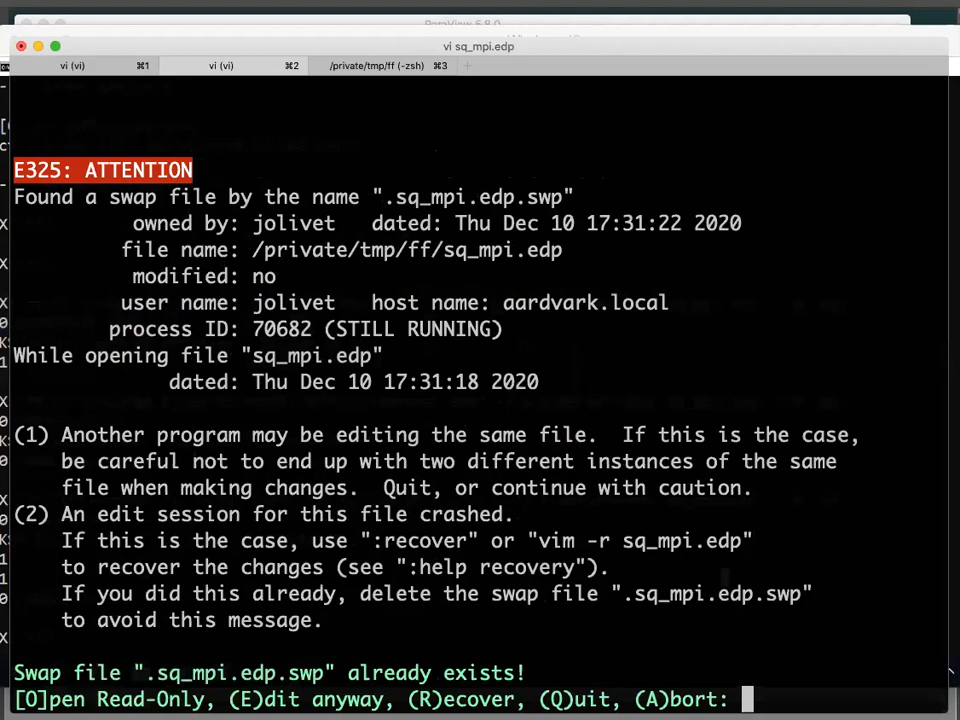 vi sq_mpi.edp
vi (vi) ⌘1 vi (vi) ⌘2 /private/tmp/ff (-zsh) ⌘3 +
E325: ATTENTION
Found a swap file by the name ".sq_mpi.edp.swp"
owned by: jolivet dated: Thu Dec 10 17:31:22 2020
file name: /private/tmp/ff/sq_mpi.edp
modified: no
user name: jolivet host name: aardvark.local
process ID: 70682 (STILL RUNNING)
While opening file "sq_mpi.edp"
dated: Thu Dec 10 17:31:18 2020
(1) Another program may be editing the same file. If this is the case,
be careful not to end up with two different instances of the same
file when making changes. Quit, or continue with caution.
(2) An edit session for this file crashed.
If this is the case, use ":recover" or "vim -r sq_mpi.edp"
to recover the changes (see ":help recovery").
If you did this already, delete the swap file ".sq_mpi.edp.swp"
to avoid this message.
Swap file ".sq_mpi.edp.swp" already exists!
[O]pen Read-Only, (E)dit anyway, (R)ecover, (Q)uit, (A)bort: